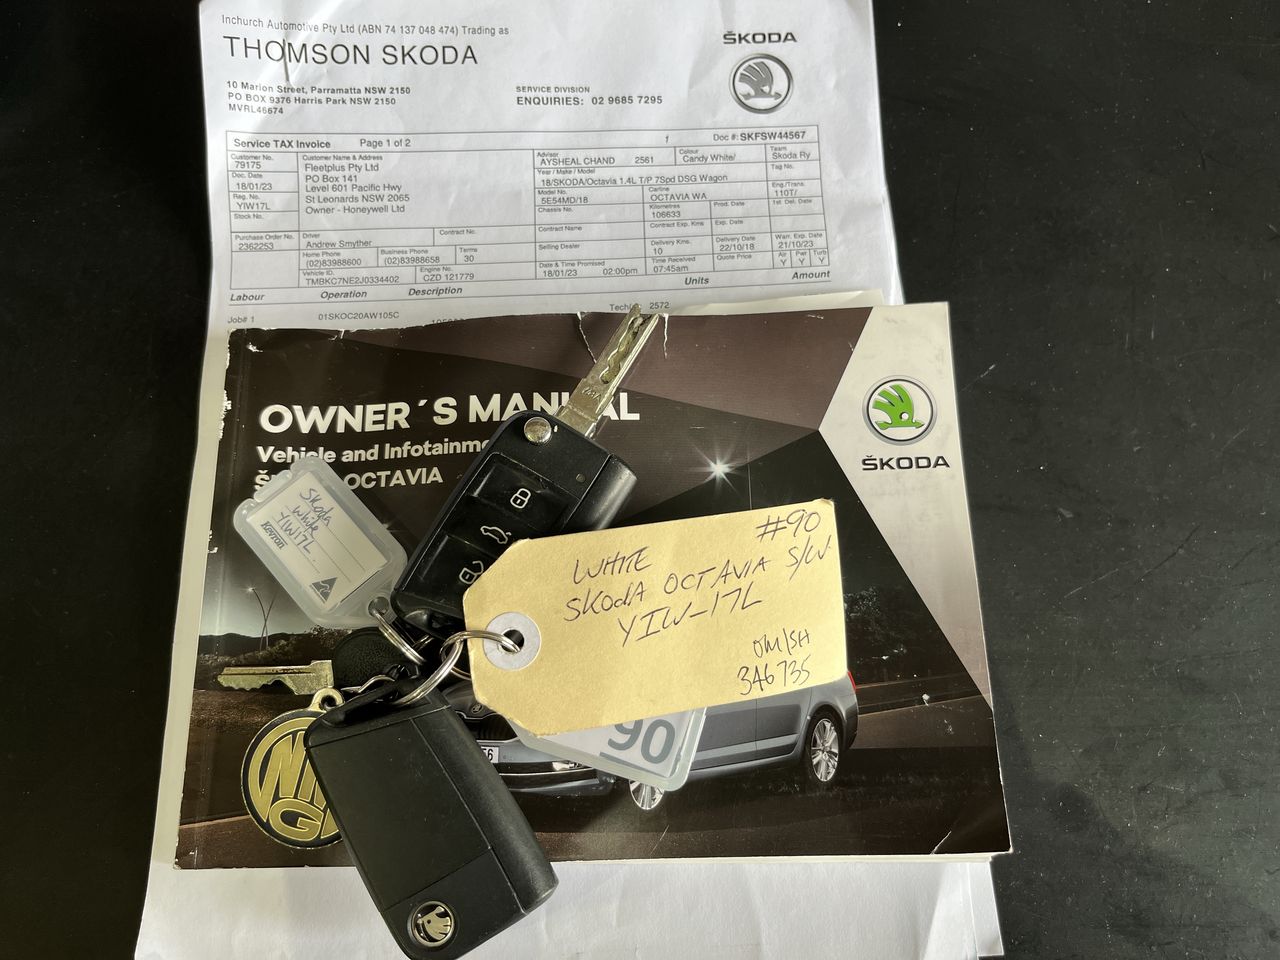 Inchurch Automotive Pty Ltd (ABN 74 137 048 474) Trading as
THOMSON SKODA
ŠKODA
10 Marion Street, Parramatta NSW 2150
PO BOX 9376 Harris Park NSW 2150
MVRL46674
SERVICE DIVISION
ENQUIRIES: 02 9685 7295
Service TAX Invoice Page 1 of 2 Doc #: SKFSW44567
Customer No. 79175
Doc. Date 18/01/23
Reg. No. YIW17L
Stock No.
Customer Name & Address
Fleetplus Pty Ltd
PO Box 141
Level 601 Pacific Hwy
St Leonards NSW 2065
Owner - Honeywell Ltd
Advisor AYSHEAL CHAND 2561
Colour Candy White/
Team Skoda Ry
Year / Make / Model
18/SKODA/Octavia 1.4L T/P 7Spd DSG Wagon
Tag No.
Model No. 5E54MD/18
Carline OCTAVIA WA
Eng./Trans. 110T/
Chassis No.
Kilometres 106633
Prod. Date
1st. Del. Date
Purchase Order No. 2362253
Driver Andrew Smyther
Contract No.
Contract Name
Contract Exp. Kms
Exp. Date
Home Phone (02)83988600
Business Phone (02)83988658
Terms 30
Selling Dealer
Delivery Kms. 10
Delivery Date 22/10/18
Warr. Exp. Date 21/10/23
Vehicle ID. TMBKC7NE2J0334402
Engine No. CZD 121779
Date & Time Promised 18/01/23 02:00pm
Time Received 07:45am
Quote Price
Air Y Pwr Y Turb Y
Labour Operation Description Units Amount
Job# 1 01SKOC20AW105C
2572
OWNER´S MANUAL
Vehicle and Infotainme
OCTAVIA
ŠKODA
Skoda
White
YIW17L
Kevron
#90
WHITE
SKODA OCTAVIA S/W
YIW-17L
OM/SH
346735
90
G